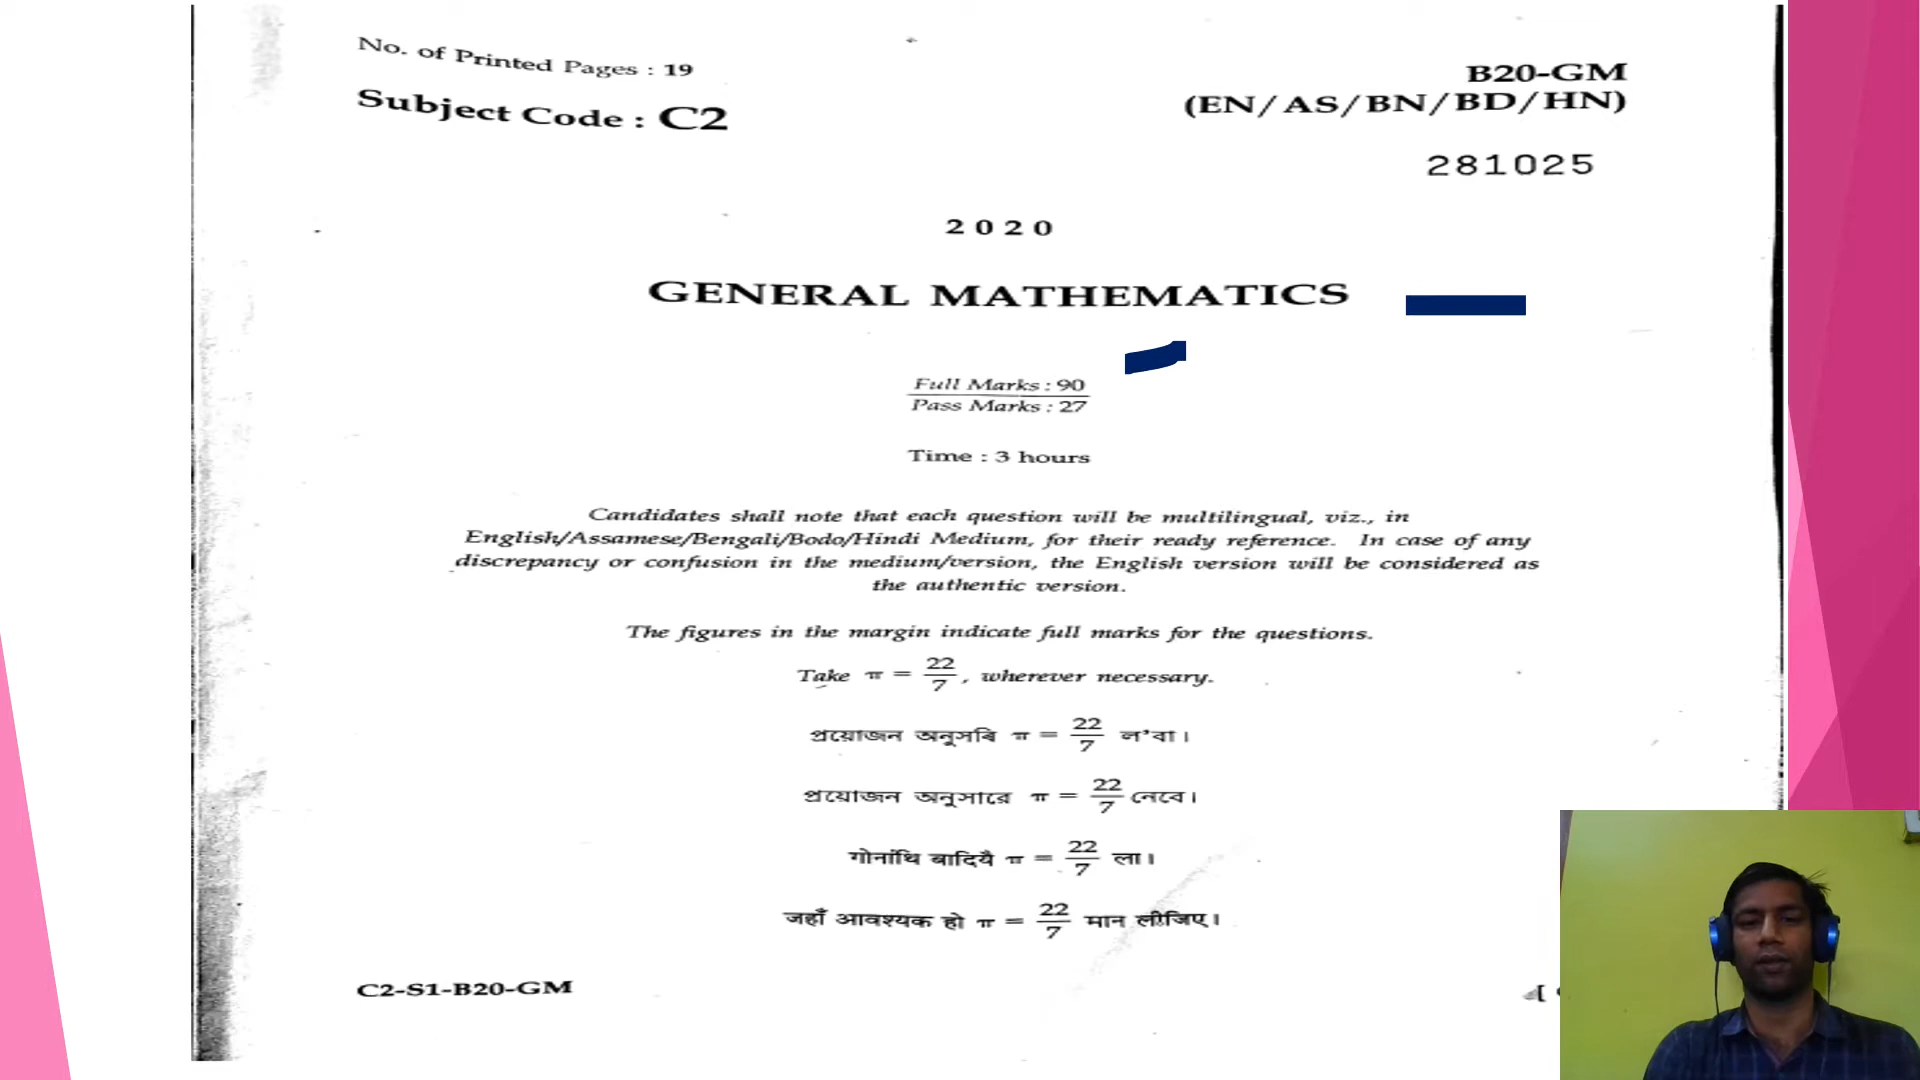 No. of Printed Pages : 19
Subject Code : C2
B20-GM
(EN/AS/BN/BD/HN)
281025
2020
GENERAL MATHEMATICS
Full Marks : 90
Pass Marks : 27
Time : 3 hours
Candidates shall note that each question will be multilingual, viz., in
English/Assamese/Bengali/Bodo/Hindi Medium, for their ready reference. In case of any
discrepancy or confusion in the medium/version, the English version will be considered as
the authentic version.
The figures in the margin indicate full marks for the questions.
Take π = 22/7, wherever necessary.
প্ৰয়োজন অনুসৰি π = 22/7 ল’বা।
প্রয়োজন অনুসারে π = 22/7 নেবে।
गोनांथि बादियै π = 22/7 ला।
जहाँ आवश्यक हो π = 22/7 मान लीजिए।
C2-S1-B20-GM
[